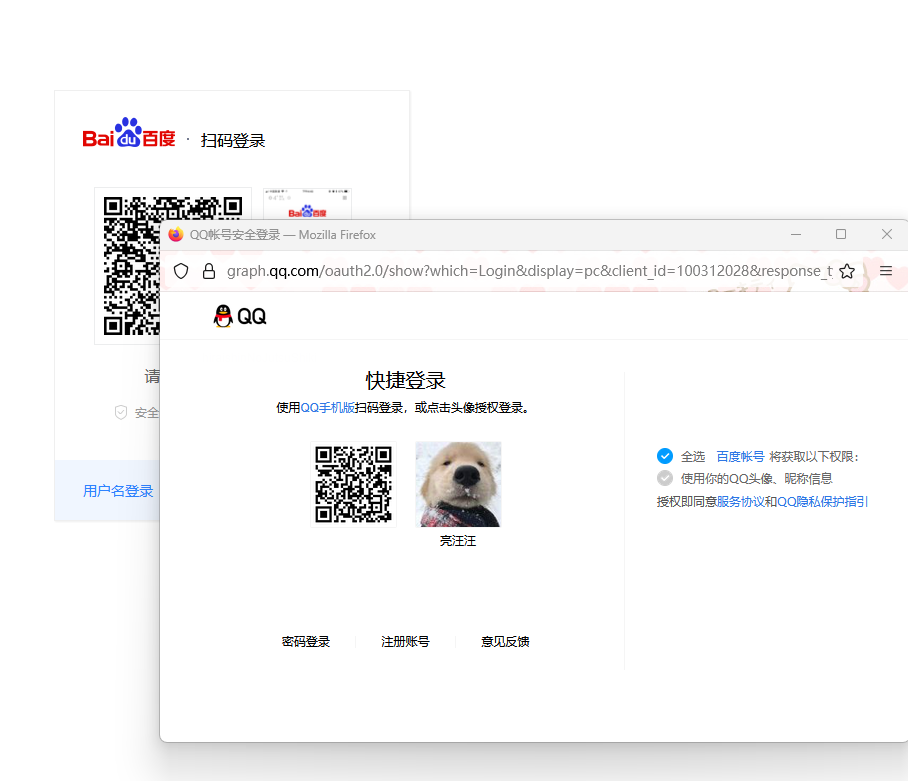 Bai du 百度 · 扫码登录
Bai du 百度
QQ帐号安全登录 — Mozilla Firefox
graph.qq.com/oauth2.0/show?which=Login&display=pc&client_id=100312028&response_t
QQ
请
安全
用户名登录
快捷登录
使用QQ手机版扫码登录，或点击头像授权登录。
亮汪汪
密码登录
注册账号
意见反馈
全选 百度帐号 将获取以下权限：
使用你的QQ头像、昵称信息
授权即同意服务协议和QQ隐私保护指引